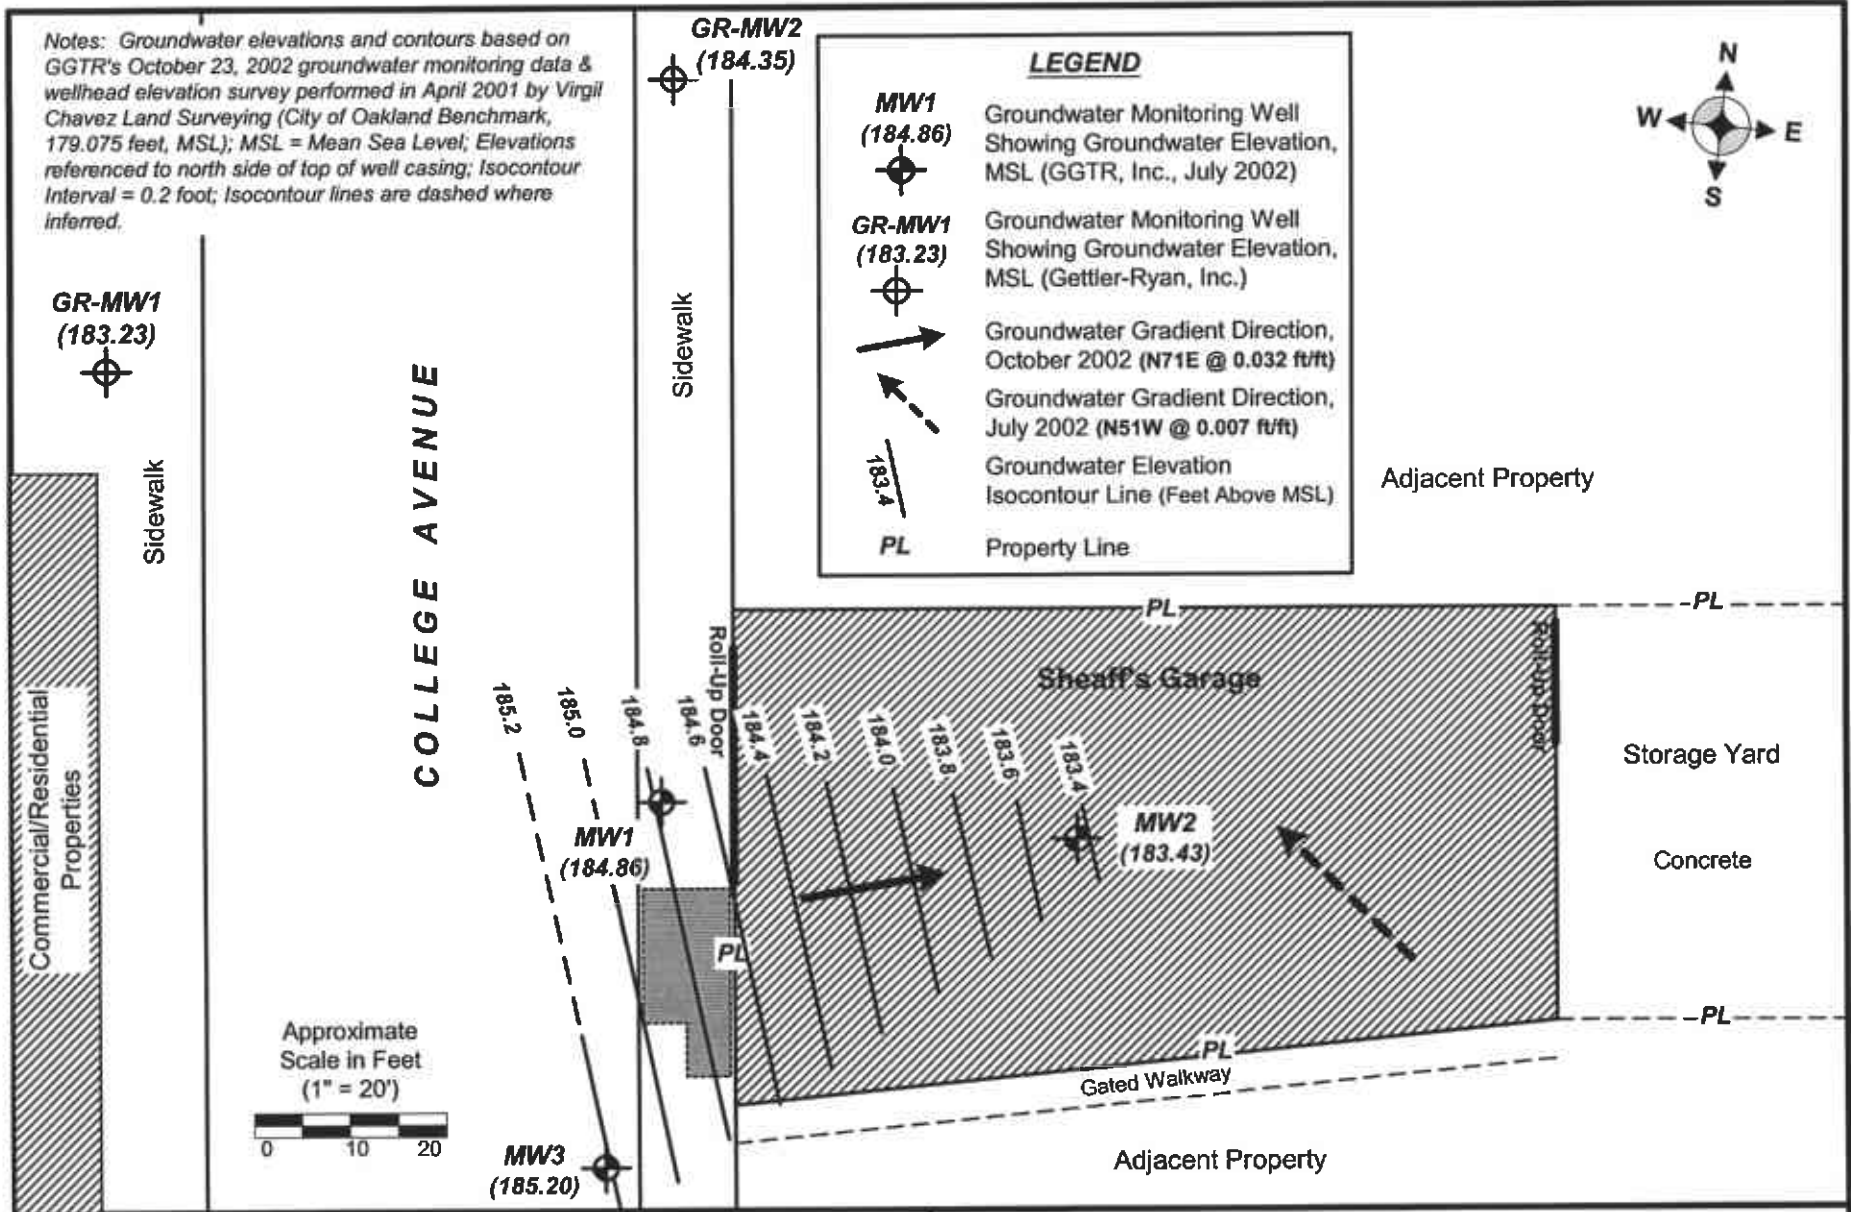 Notes: Groundwater elevations and contours based on
GGTR's October 23, 2002 groundwater monitoring data &
wellhead elevation survey performed in April 2001 by Virgil
Chavez Land Surveying (City of Oakland Benchmark,
179.075 feet, MSL); MSL = Mean Sea Level; Elevations
referenced to north side of top of well casing; Isocontour
Interval = 0.2 foot; Isocontour lines are dashed where
inferred.
GR-MW2
(184.35)
LEGEND
MW1
(184.86)
Groundwater Monitoring Well
Showing Groundwater Elevation,
MSL (GGTR, Inc., July 2002)
GR-MW1
(183.23)
Groundwater Monitoring Well
Showing Groundwater Elevation,
MSL (Gettler-Ryan, Inc.)
Groundwater Gradient Direction,
October 2002 (N71E @ 0.032 ft/ft)
Groundwater Gradient Direction,
July 2002 (N51W @ 0.007 ft/ft)
183.4
Groundwater Elevation
Isocontour Line (Feet Above MSL)
PL
Property Line
N
W
E
S
GR-MW1
(183.23)
Sidewalk
Sidewalk
COLLEGE AVENUE
Adjacent Property
Commercial/Residential
Properties
PL
PL
Roll-Up Door
Roll-Up Door
Sheaff's Garage
185.2
185.0
184.8
184.6
184.4
184.2
184.0
183.8
183.6
183.4
Storage Yard
Concrete
MW1
(184.86)
MW2
(183.43)
PL
PL
PL
Gated Walkway
Approximate
Scale in Feet
(1" = 20')
0 10 20
MW3
(185.20)
Adjacent Property